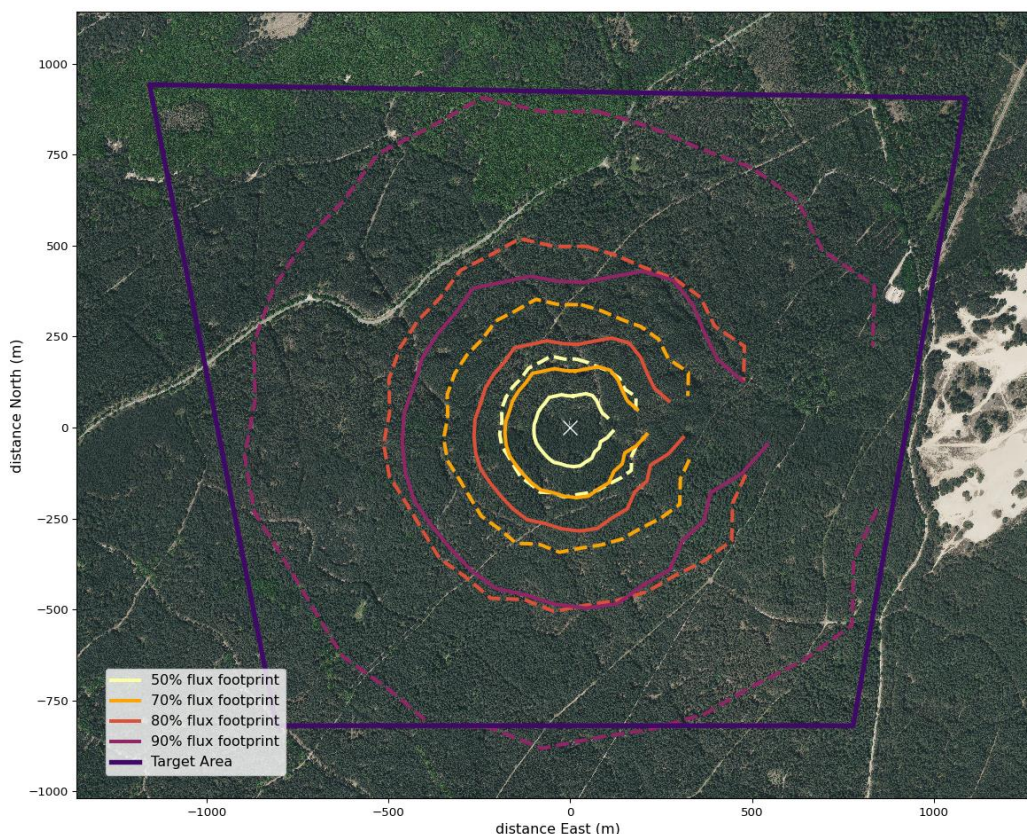 1000
750
500
250
0
−250
−500
−750
−1000
distance North (m)
50% flux footprint
70% flux footprint
80% flux footprint
90% flux footprint
Target Area
−1000
−500
0
500
1000
distance East (m)